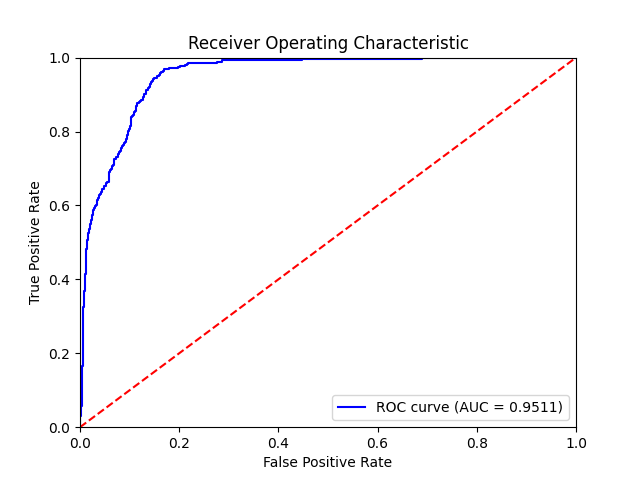 Receiver Operating Characteristic
1.0
0.8
0.6
0.4
0.2
0.0
True Positive Rate
ROC curve (AUC = 0.9511)
0.0 0.2 0.4 0.6 0.8 1.0
False Positive Rate